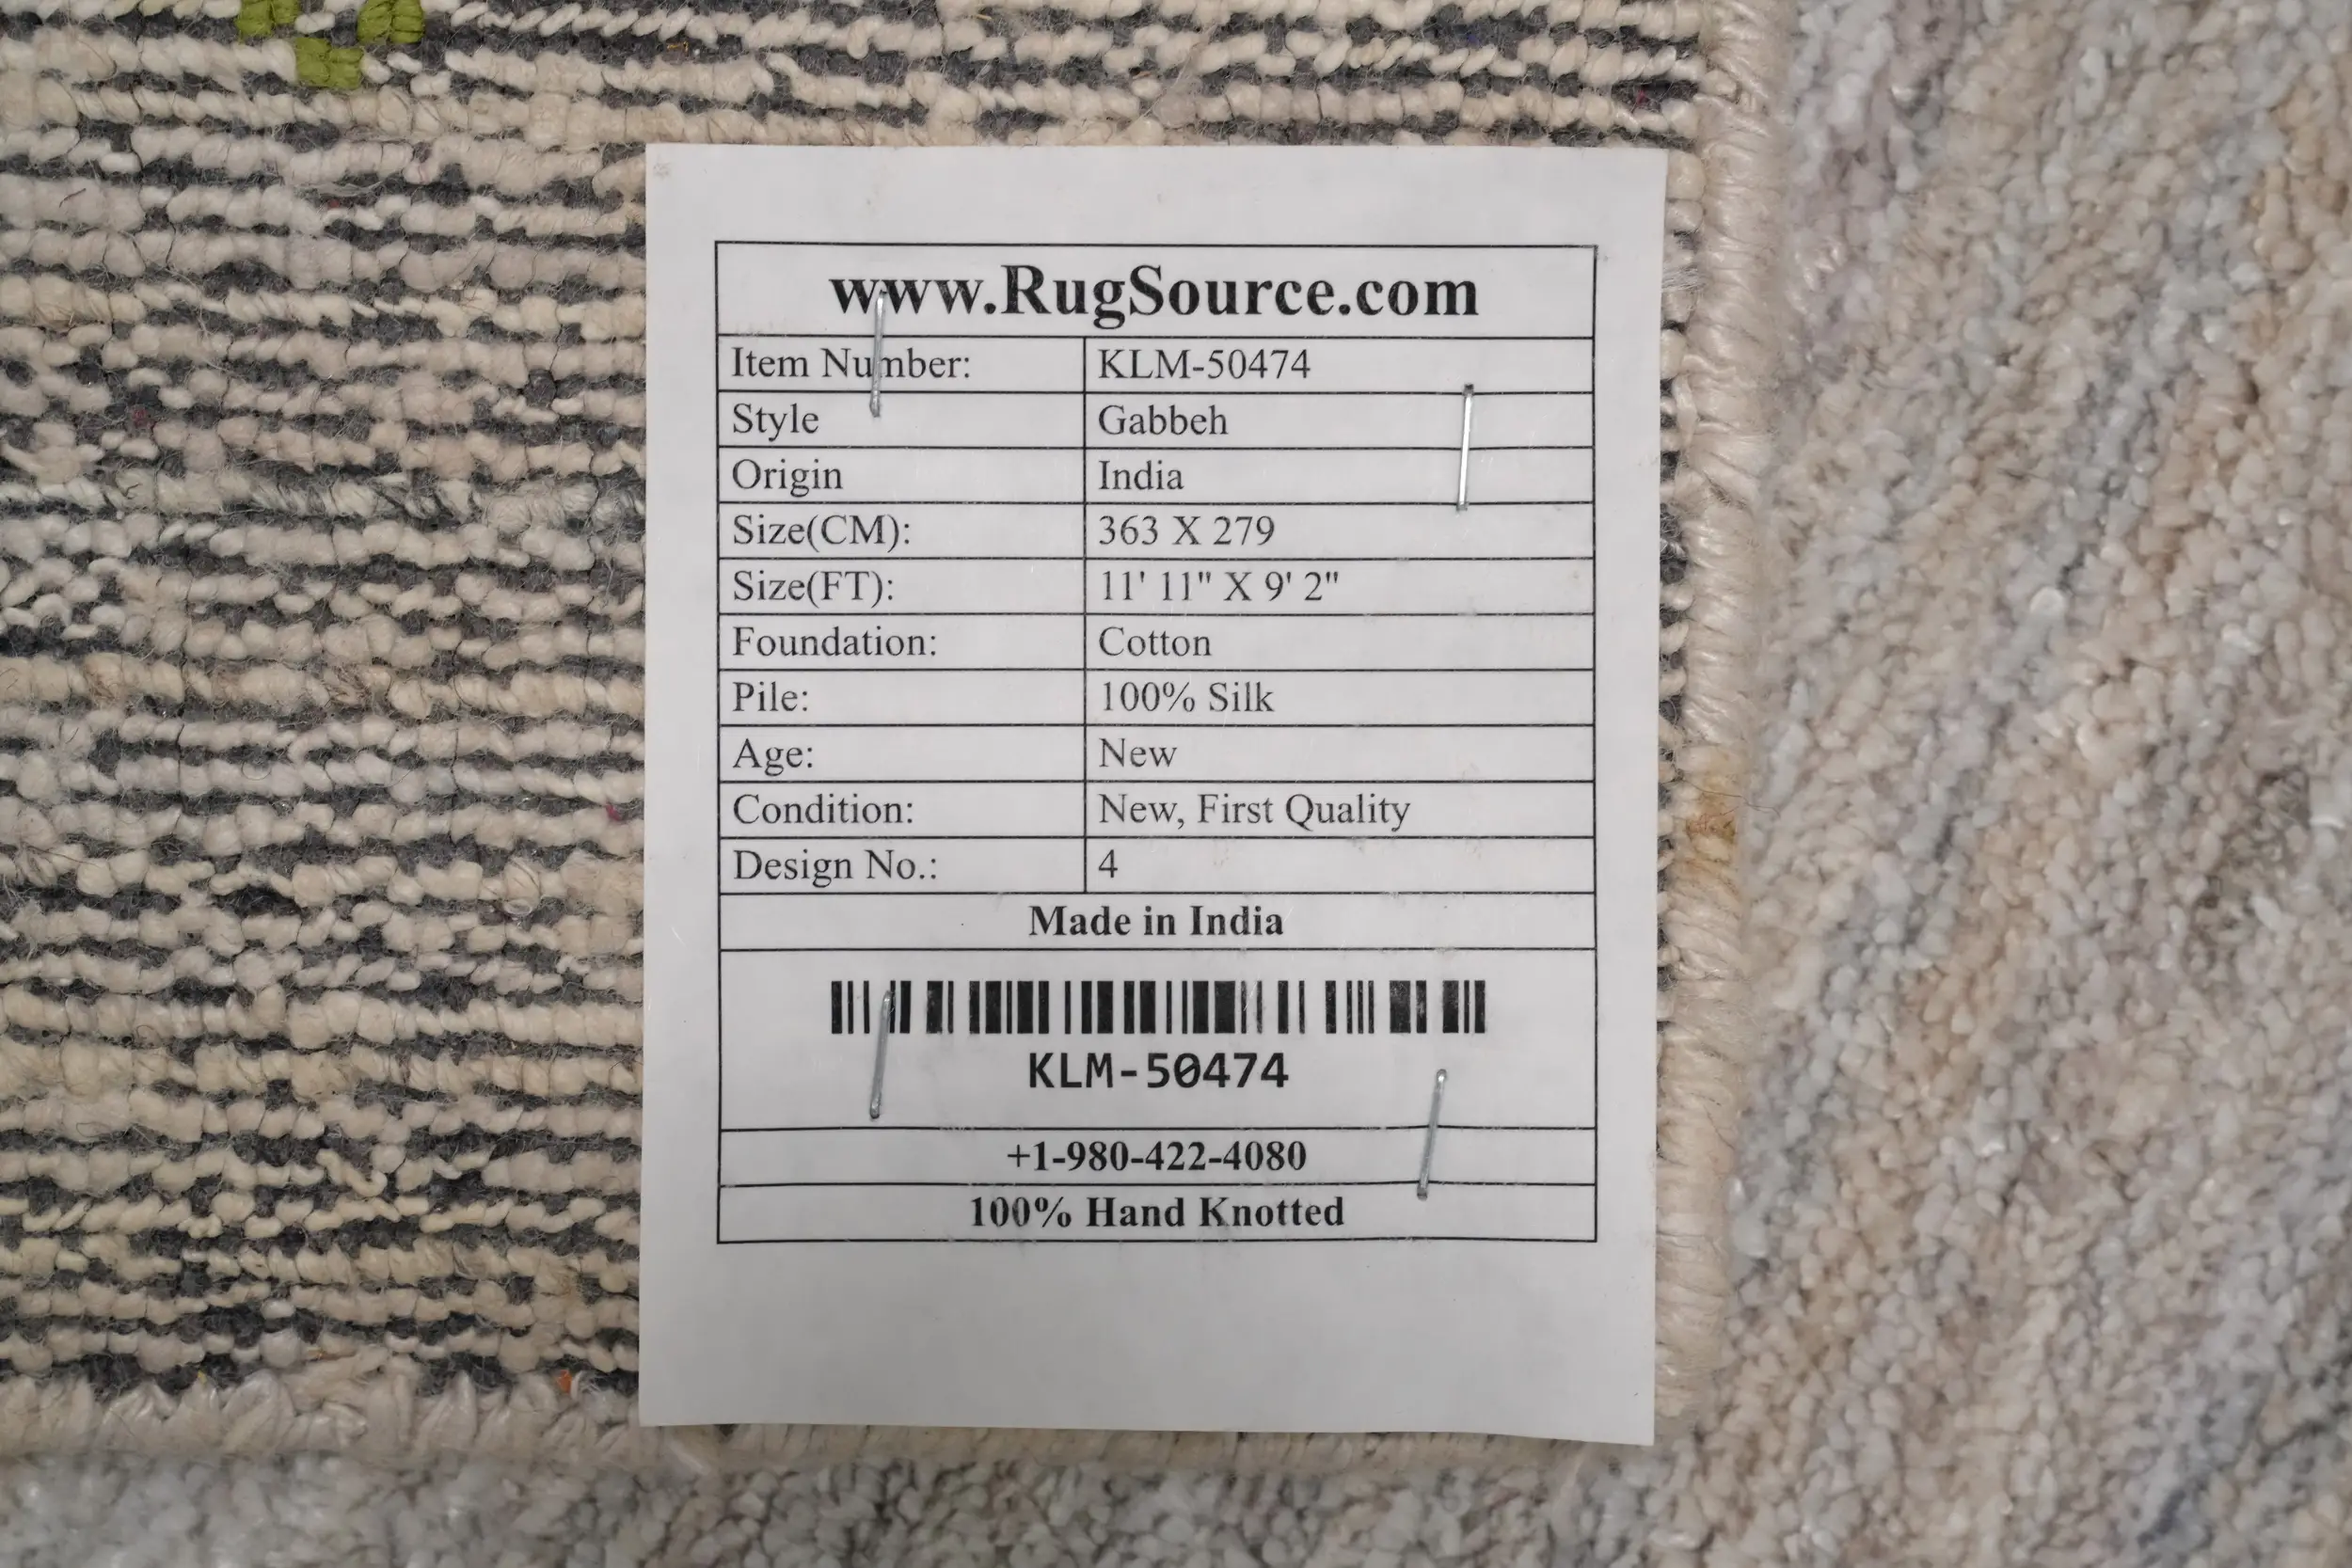 www.RugSource.com
Item Number: KLM-50474
Style Gabbeh
Origin India
Size(CM): 363 X 279
Size(FT): 11' 11" X 9' 2"
Foundation: Cotton
Pile: 100% Silk
Age: New
Condition: New, First Quality
Design No.: 4
Made in India
KLM-50474
+1-980-422-4080
100% Hand Knotted